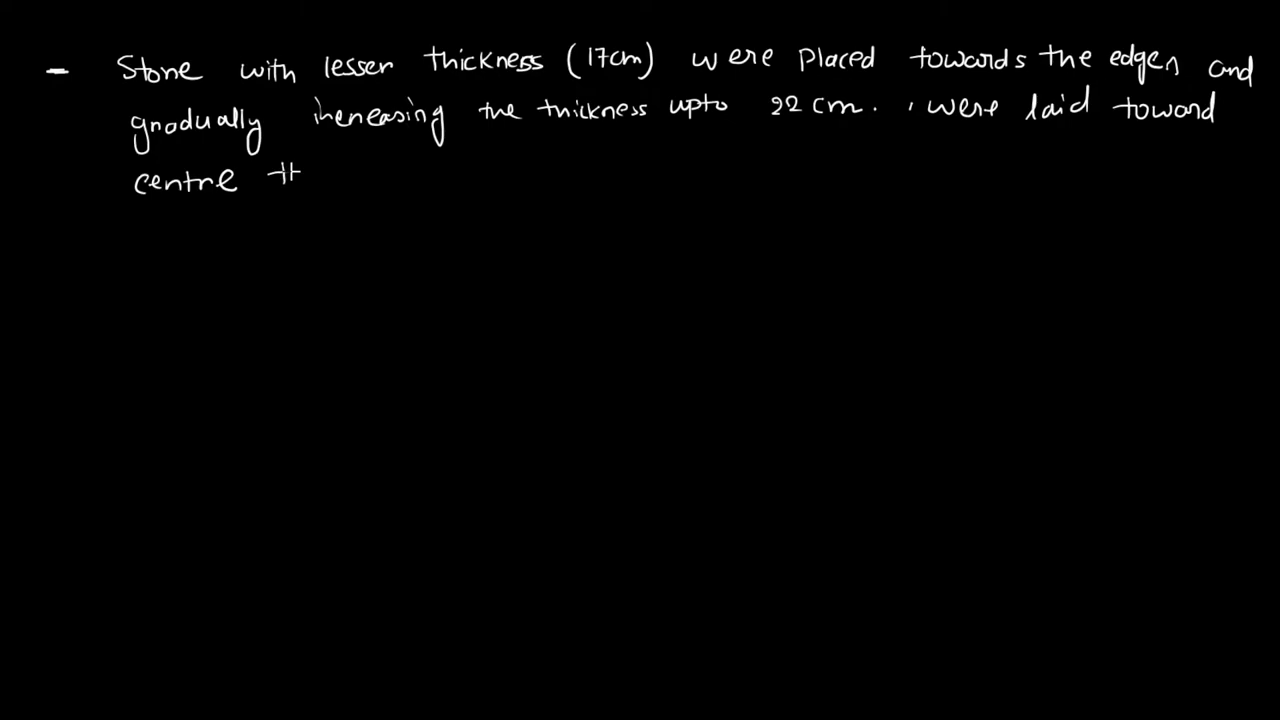 - Stone with lesser thickness (17cm) were placed towards the edges and
gradually increasing the thickness upto 22 cm. were laid toward
centre